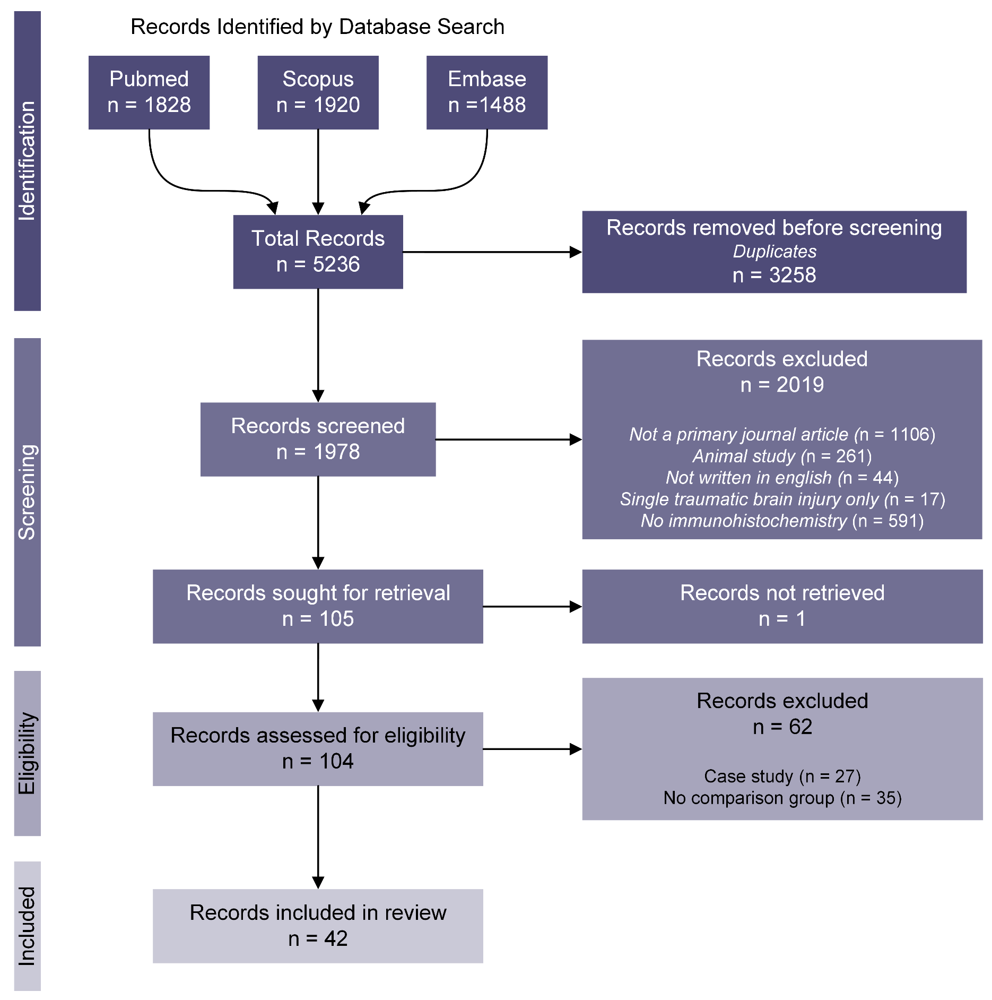 Records Identified by Database Search
Pubmed
n = 1828
Scopus
n = 1920
Embase
n =1488
Identification
Total Records
n = 5236
Records removed before screening
Duplicates
n = 3258
Screening
Records screened
n = 1978
Records excluded
n = 2019
Not a primary journal article (n = 1106)
Animal study (n = 261)
Not written in english (n = 44)
Single traumatic brain injury only (n = 17)
No immunohistochemistry (n = 591)
Records sought for retrieval
n = 105
Records not retrieved
n = 1
Eligibility
Records assessed for eligibility
n = 104
Records excluded
n = 62
Case study (n = 27)
No comparison group (n = 35)
Included
Records included in review
n = 42